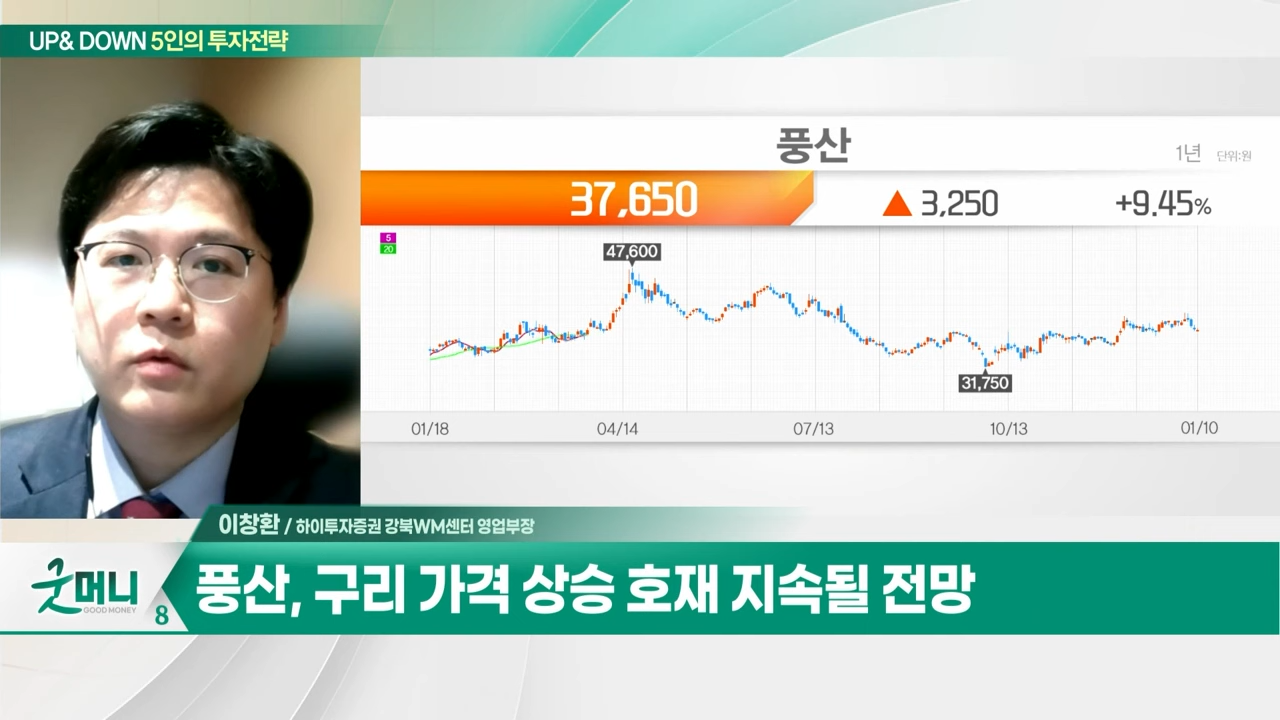 UP& DOWN 5인의 투자전략
풍산
1년 단위:원
37,650 ▲ 3,250 +9.45%
5
20
47,600
31,750
01/18 04/14 07/13 10/13 01/10
이창환 / 하이투자증권 강북WM센터 영업부장
굿머니
GOOD MONEY
8
풍산, 구리 가격 상승 호재 지속될 전망